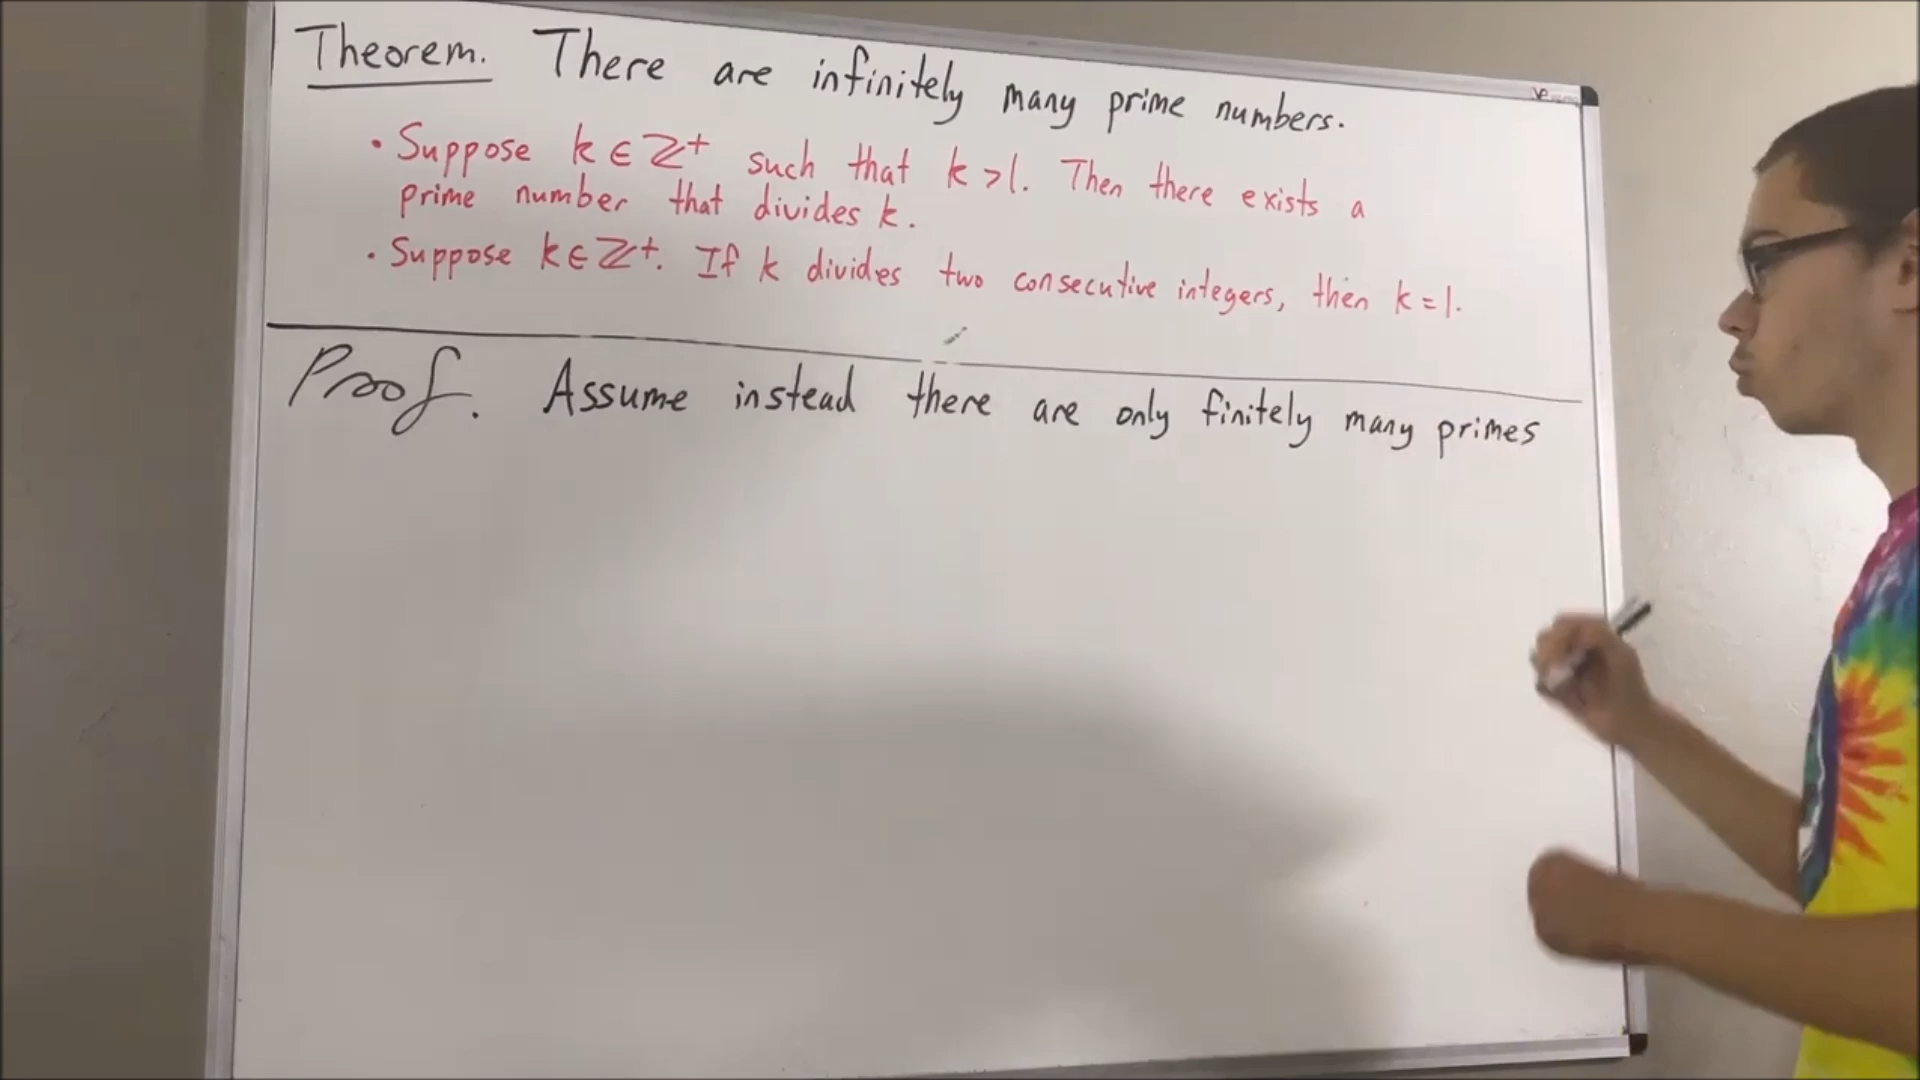 Theorem. There are infinitely many prime numbers.
• Suppose k ∈ ℤ⁺ such that k >1. Then there exists a
prime number that divides k.
• Suppose k∈ℤ⁺. If k divides two consecutive integers, then k=1.
Proof. Assume instead there are only finitely many primes